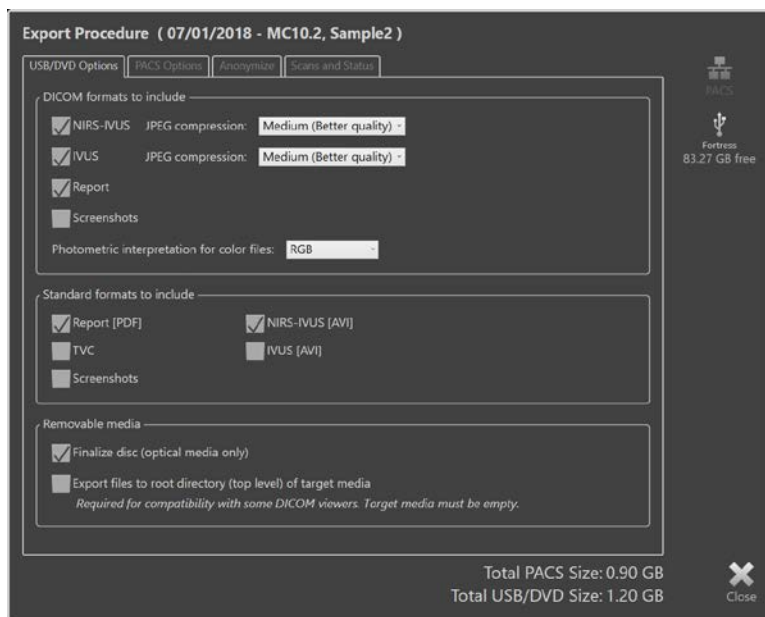 Export Procedure ( 07/01/2018 - MC10.2, Sample2 )
USB/DVD Options PACS Options Anonymize Scans and Status
PACS
Fortress
83.27 GB free
DICOM formats to include
NIRS-IVUS JPEG compression: Medium (Better quality)
IVUS JPEG compression: Medium (Better quality)
Report
Screenshots
Photometric interpretation for color files: RGB
Standard formats to include
Report [PDF] NIRS-IVUS [AVI]
TVC IVUS [AVI]
Screenshots
Removable media
Finalize disc (optical media only)
Export files to root directory (top level) of target media
Required for compatibility with some DICOM viewers. Target media must be empty.
Total PACS Size: 0.90 GB
Total USB/DVD Size: 1.20 GB
Close